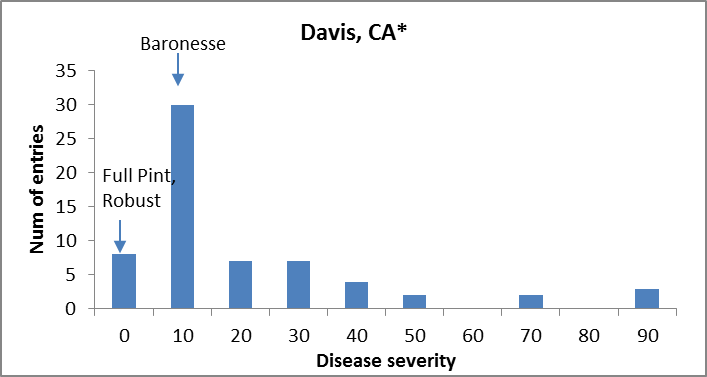 Davis, CA*
Baronesse
Full Pint,
Robust
Num of entries
35
30
25
20
15
10
5
0
0 10 20 30 40 50 60 70 80 90
Disease severity